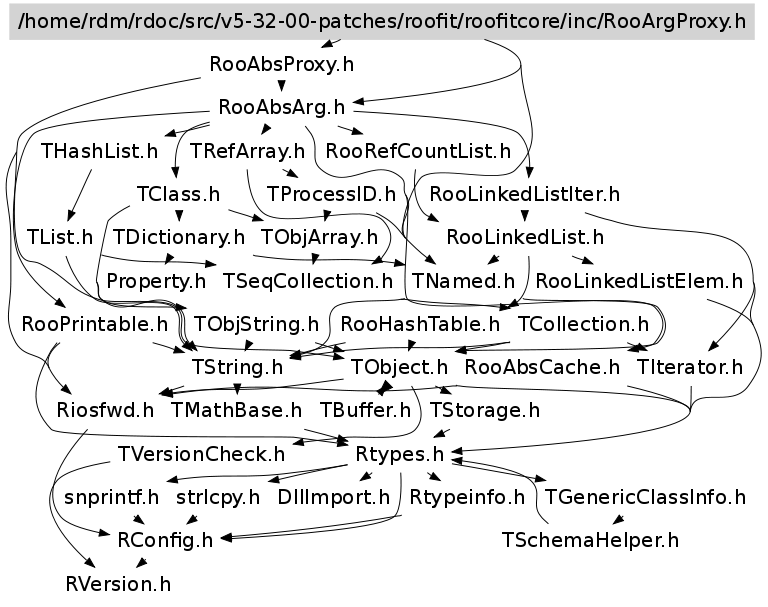 /home/rdm/rdoc/src/v5-32-00-patches/roofit/roofitcore/inc/RooArgProxy.h
RooAbsProxy.h
RooAbsArg.h
THashList.h TRefArray.h RooRefCountList.h
TClass.h TProcessID.h RooLinkedListIter.h
TList.h TDictionary.h TObjArray.h RooLinkedList.h
Property.h TSeqCollection.h TNamed.h RooLinkedListElem.h
RooPrintable.h TObjString.h RooHashTable.h TCollection.h
TString.h TObject.h RooAbsCache.h TIterator.h
Riosfwd.h TMathBase.h TBuffer.h TStorage.h
TVersionCheck.h Rtypes.h
snprintf.h strlcpy.h DllImport.h Rtypeinfo.h TGenericClassInfo.h
RConfig.h TSchemaHelper.h
RVersion.h